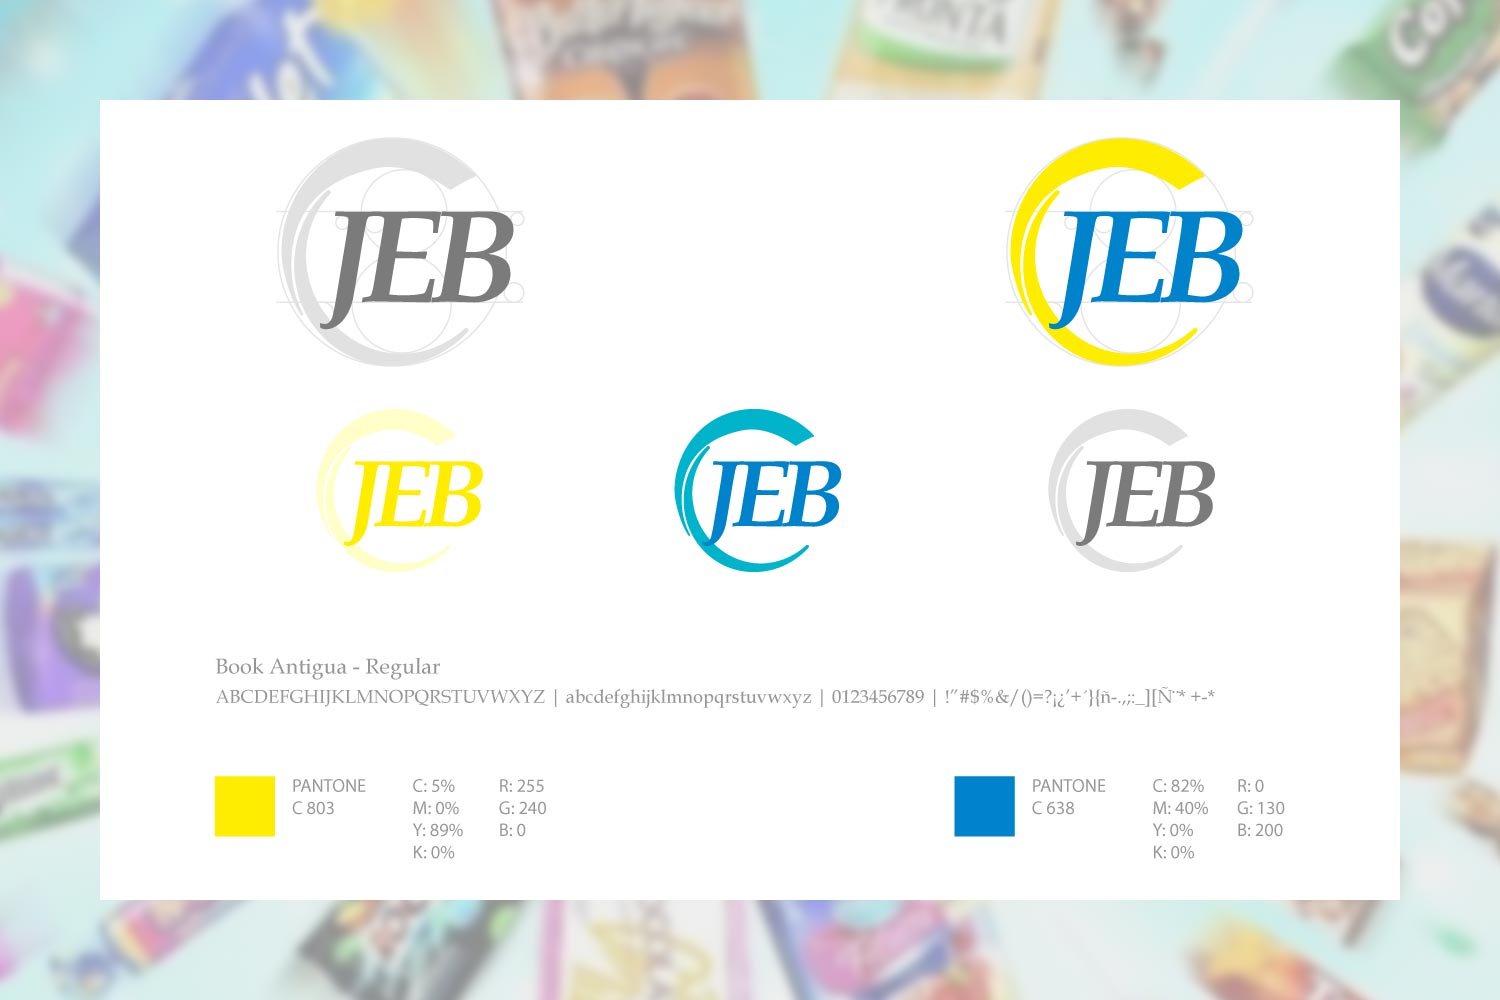 JEB
JEB
JEB
JEB
JEB
Book Antigua - Regular
ABCDEFGHIJKLMNOPQRSTUVWXYZ | abcdefghijklmnopqrstuvwxyz | 0123456789 | !”#$%&/()=?¡¿´+´}{ñ-.,;:_][Ñ¨* +-*
PANTONE
C 803
C: 5%
M: 0%
Y: 89%
K: 0%
R: 255
G: 240
B: 0
PANTONE
C 638
C: 82%
M: 40%
Y: 0%
K: 0%
R: 0
G: 130
B: 200